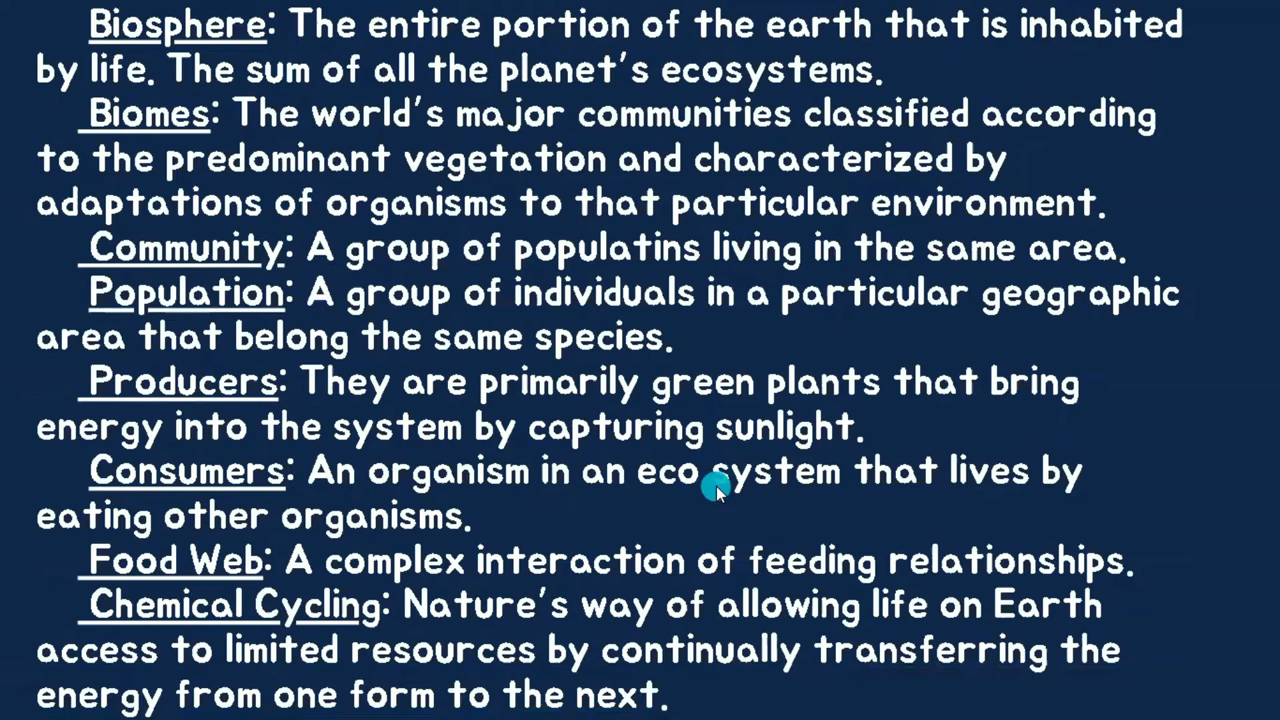 Biosphere: The entire portion of the earth that is inhabited
by life. The sum of all the planet's ecosystems.
Biomes: The world's major communities classified according
to the predominant vegetation and characterized by
adaptations of organisms to that particular environment.
Community: A group of populatins living in the same area.
Population: A group of individuals in a particular geographic
area that belong the same species.
Producers: They are primarily green plants that bring
energy into the system by capturing sunlight.
Consumers: An organism in an eco system that lives by
eating other organisms.
Food Web: A complex interaction of feeding relationships.
Chemical Cycling: Nature's way of allowing life on Earth
access to limited resources by continually transferring the
energy from one form to the next.